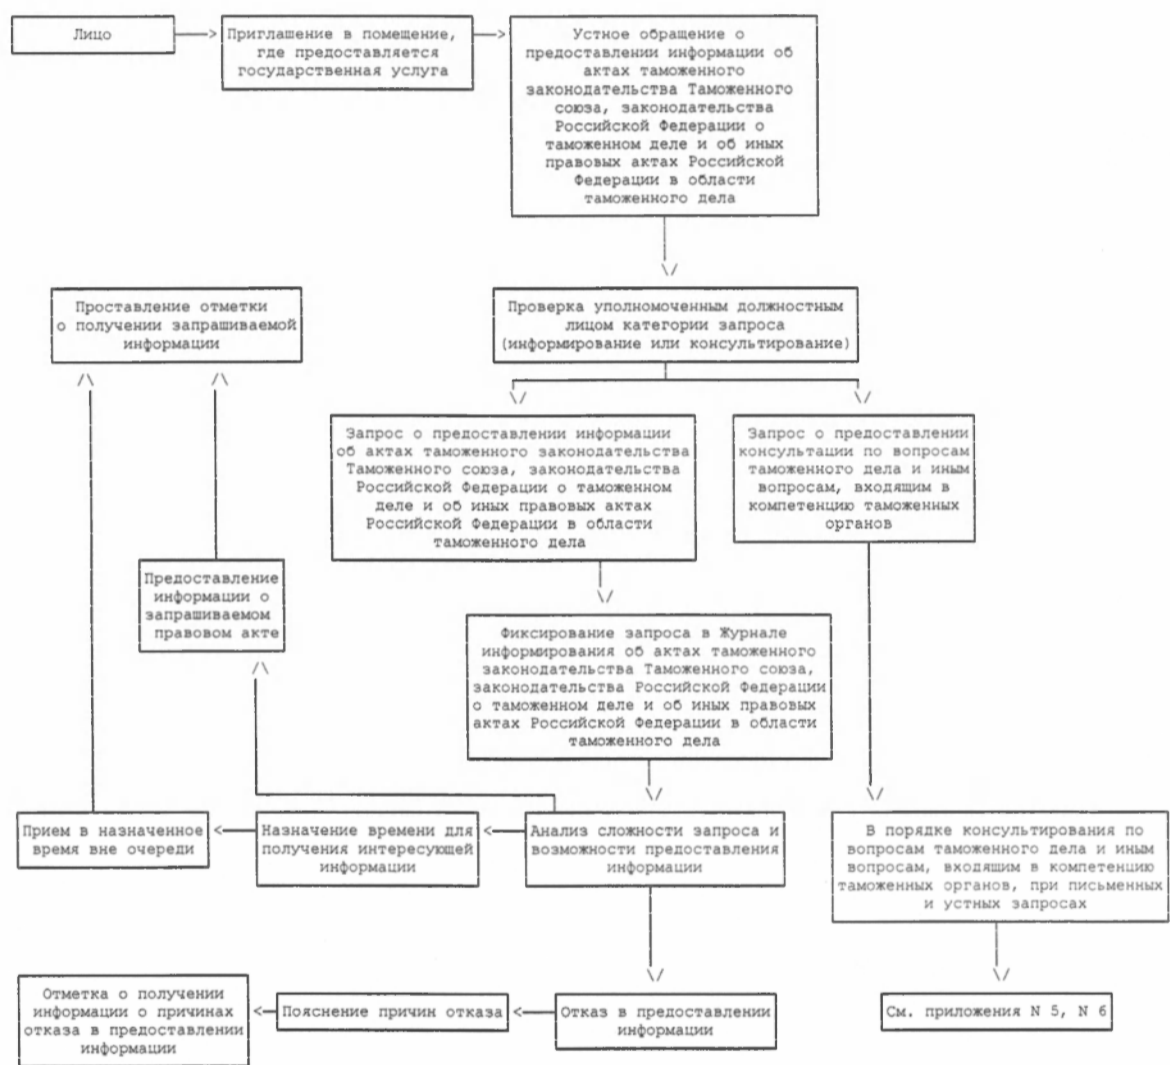 Лицо
Приглашение в помещение,
где предоставляется
государственная услуга
Устное обращение о
предоставлении информации об
актах таможенного
законодательства Таможенного
союза, законодательства
Российской Федерации о
таможенном деле и об иных
правовых актах Российской
Федерации в области
таможенного дела
Проставление отметки
о получении запрашиваемой
информации
Проверка уполномоченным должностным
лицом категории запроса
(информирование или консультирование)
Запрос о предоставлении информации
об актах таможенного законодательства
Таможенного союза, законодательства
Российской Федерации о таможенном
деле и об иных правовых актах
Российской Федерации в области
таможенного дела
Запрос о предоставлении
консультации по вопросам
таможенного дела и иным
вопросам, входящим в
компетенцию таможенных
органов
Предоставление
информации о
запрашиваемом
правовом акте
Фиксирование запроса в Журнале
информирования об актах таможенного
законодательства Таможенного союза,
законодательства Российской Федерации
о таможенном деле и об иных правовых
актах Российской Федерации в области
таможенного дела
Прием в назначенное
время вне очереди
Назначение времени для
получения интересующей
информации
Анализ сложности запроса и
возможности предоставления
информации
В порядке консультирования по
вопросам таможенного дела и иным
вопросам, входящим в компетенцию
таможенных органов, при письменных
и устных запросах
Отметка о получении
информации о причинах
отказа в предоставлении
информации
Пояснение причин отказа
Отказ в предоставлении
информации
См. приложения N 5, N 6